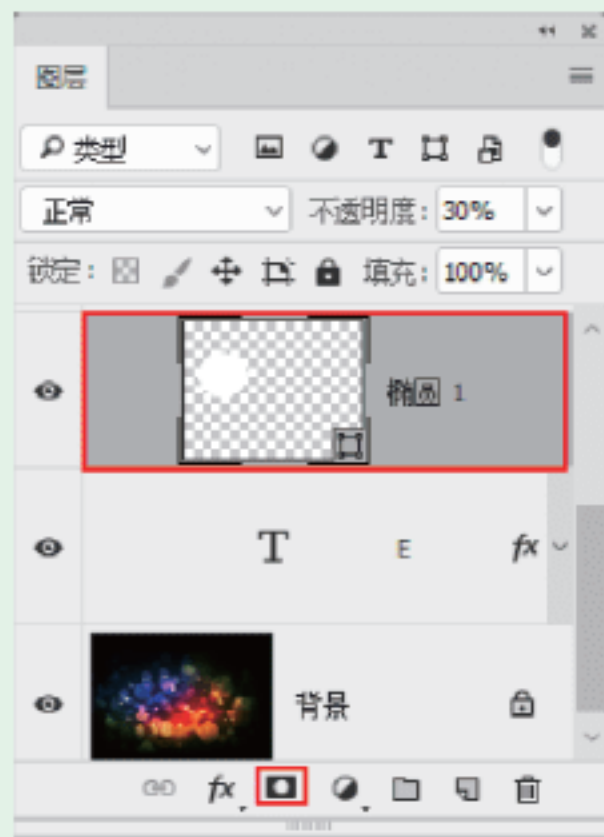 图层
类型 T
正常 不透明度: 30%
锁定: 填充: 100%
椭圆 1
T E fx
背景
fx